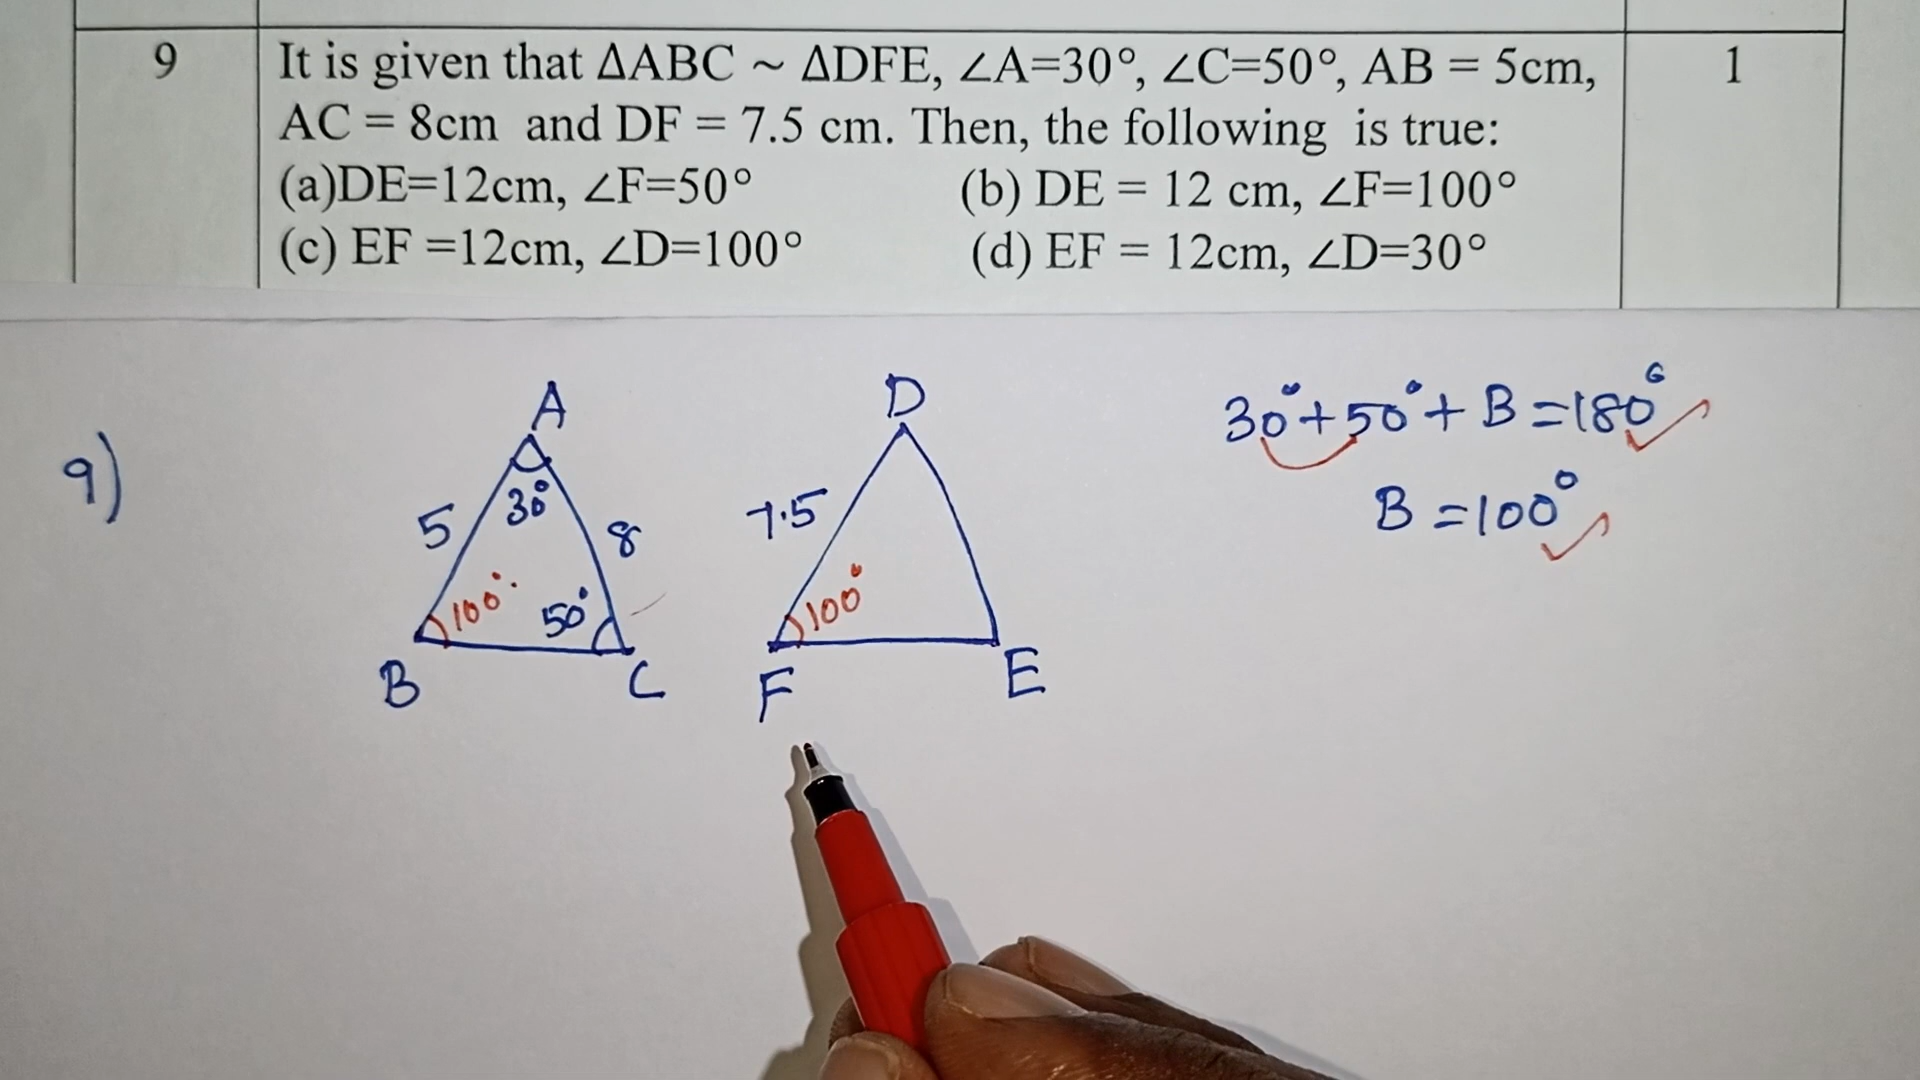 9
It is given that ΔABC ~ ΔDFE, ∠A=30°, ∠C=50°, AB = 5cm,
1
AC = 8cm and DF = 7.5 cm. Then, the following is true:
(a)DE=12cm, ∠F=50° (b) DE = 12 cm, ∠F=100°
(c) EF =12cm, ∠D=100° (d) EF = 12cm, ∠D=30°
9)
A
5
30°
8
100°
50°
B
C
D
7.5
100°
F
E
30°+50°+ B =180°
B =100°